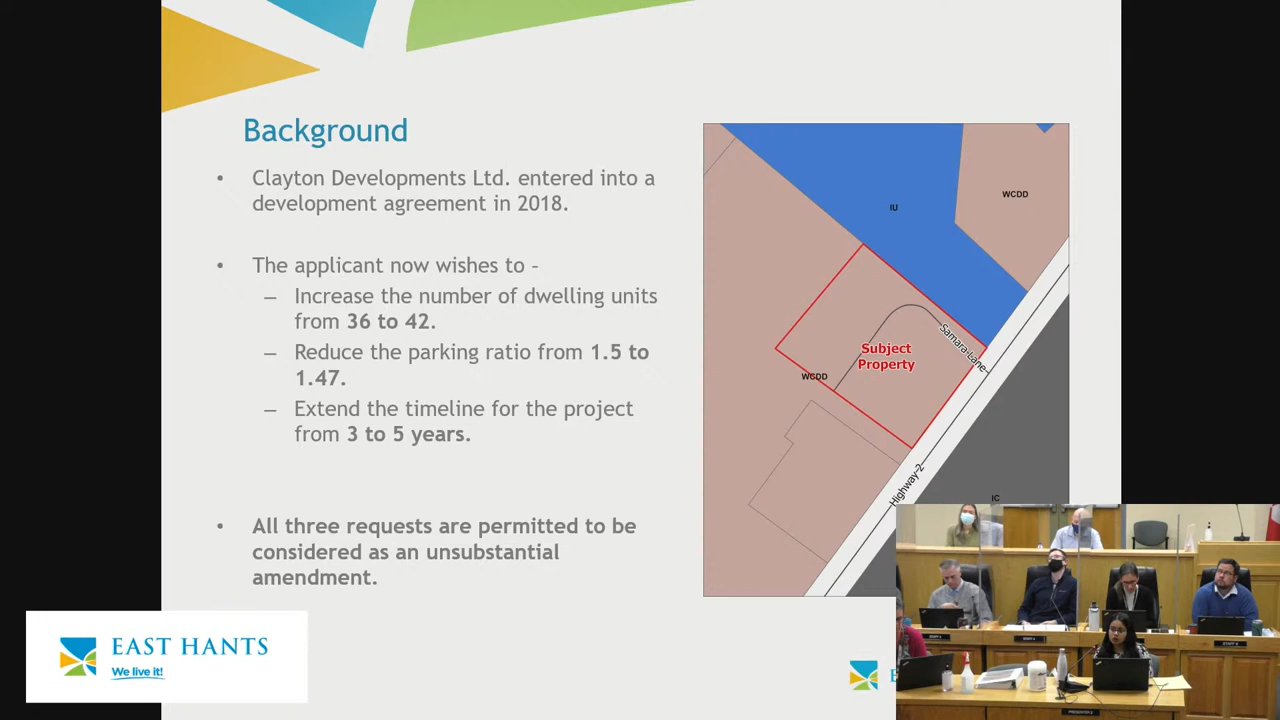 Background
• Clayton Developments Ltd. entered into a
development agreement in 2018.
• The applicant now wishes to –
– Increase the number of dwelling units
from 36 to 42.
– Reduce the parking ratio from 1.5 to
1.47.
– Extend the timeline for the project
from 3 to 5 years.
• All three requests are permitted to be
considered as an unsubstantial
amendment.
IU
WCDD
Samara Lane
Subject
Property
WCDD
Highway 2
IC
EAST HANTS
We live it!
E